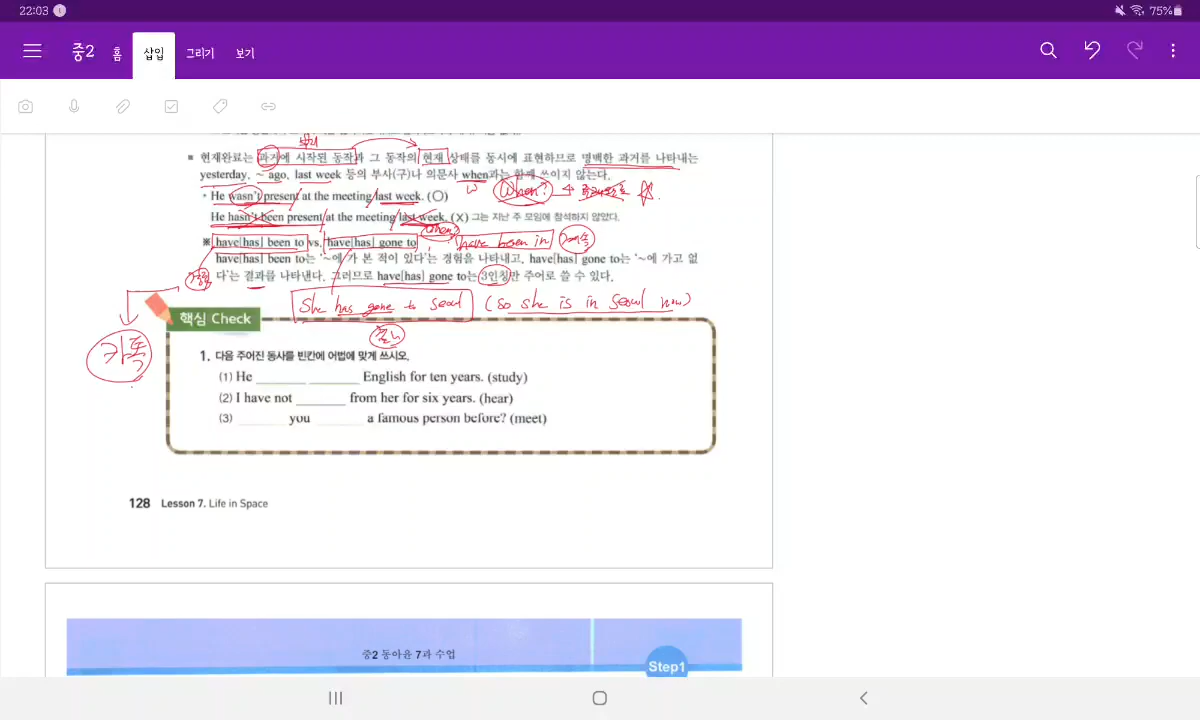 22:03
75%
중2 홈 삽입 그리기 보기
■ 현재완료는 과거에 시작된 동작과 그 동작의 현재 상태를 동시에 표현하므로 명백한 과거를 나타내는
yesterday, ~ ago, last week 등의 부사(구)나 의문사 when과는 함께 쓰이지 않는다.
When?
• He wasn't present at the meeting last week. (O)
He hasn't been present at the meeting last week. (X) 그는 지난 주 모임에 참석하지 않았다.
※ have[has] been to vs. have[has] gone to
have been in
have[has] been to는 '~에 가 본 적이 있다'는 경험을 나타내고, have[has] gone to는 '~에 가고 없
다'는 결과를 나타낸다. 그러므로 have[has] gone to는 3인칭만 주어로 쓸 수 있다.
She has gone to Seoul (so she is in Seoul now)
핵심 Check
1. 다음 주어진 동사를 빈칸에 어법에 맞게 쓰시오.
(1) He ________ ________ English for ten years. (study)
(2) I have not ________ from her for six years. (hear)
(3) ________ you ________ a famous person before? (meet)
128 Lesson 7. Life in Space
중2 동아윤 7과 수업
Step1